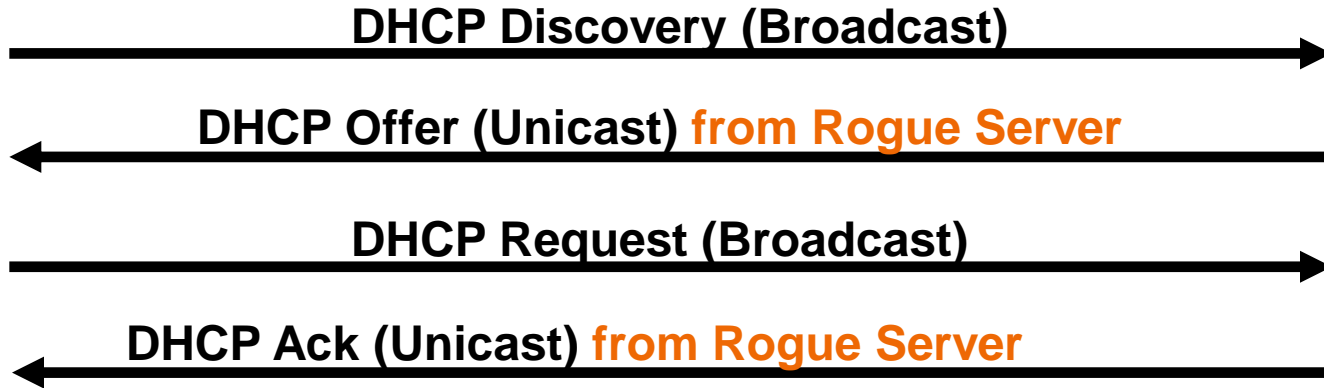 DHCP Discovery (Broadcast)
DHCP Offer (Unicast) from Rogue Server
DHCP Request (Broadcast)
DHCP Ack (Unicast) from Rogue Server